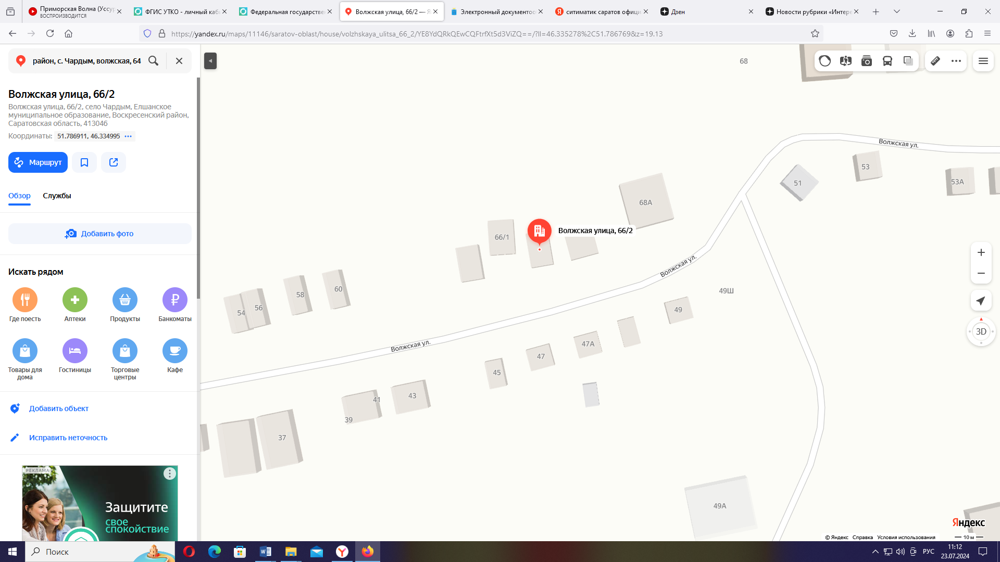 Приморская Волна (Уссур
ВОСПРОИЗВОДИТСЯ
ФГИС УТКО - личный каб
Федеральная государствен
Волжская улица, 66/2 — Я
Электронный документоо
ситиматик саратов офици
Дзен
Новости рубрики «Интере
https://yandex.ru/maps/11146/saratov-oblast/house/volzhskaya_ulitsa_66_2/YE8YdQRkQEwCQFtrfXt5d3ViZQ==/?ll=46.335278%2C51.786769&z=19.13
район, с. Чардым, волжская, 64
Волжская улица, 66/2
Волжская улица, 66/2, село Чардым, Елшанское
муниципальное образование, Воскресенский район,
Саратовская область, 413046
Координаты: 51.786911, 46.334995
Маршрут
Обзор
Службы
Добавить фото
Искать рядом
Где поесть
Аптеки
Продукты
Банкоматы
Товары для
дома
Гостиницы
Торговые
центры
Кафе
Добавить объект
Исправить неточность
РЕКЛАМА
Защитите
свое
спокойствие
68
Волжская ул.
53
51
53А
68А
Волжская улица, 66/2
66/1
Волжская ул.
60
58
56
54
49Ш
49
47А
Волжская ул.
47
45
43
41
39
37
49А
3D
Яндекс
© Яндекс Справка Условия использования
10 м
Поиск
РУС
11:12
23.07.2024